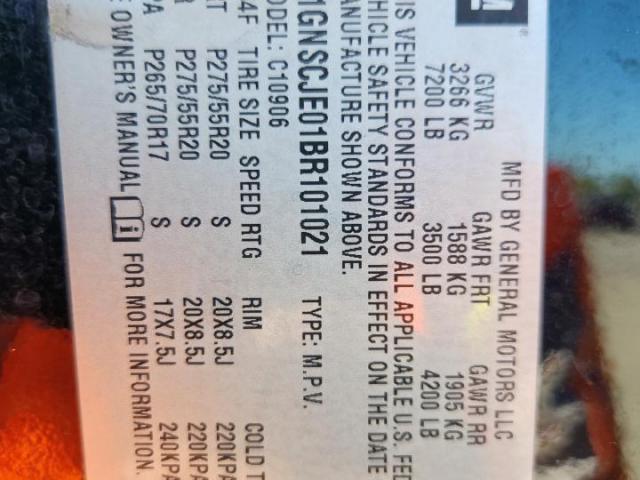 M
MFD BY GENERAL MOTORS LLC
GVWR GAWR FRT GAWR RR
3266 KG 1588 KG 1905 KG
7200 LB 3500 LB 4200 LB
IS VEHICLE CONFORMS TO ALL APPLICABLE U.S. FED
HICLE SAFETY STANDARDS IN EFFECT ON THE DATE
ANUFACTURE SHOWN ABOVE.
1GNSCJE01BR101021 TYPE: M.P.V.
ODEL: C10906
4F TIRE SIZE SPEED RTG RIM COLD T
T P275/55R20 S 20X8.5J 220KPA
R P275/55R20 S 20X8.5J 220KPA
PA P265/70R17 S 17X7.5J 240KPA
E OWNER'S MANUAL FOR MORE INFORMATION.